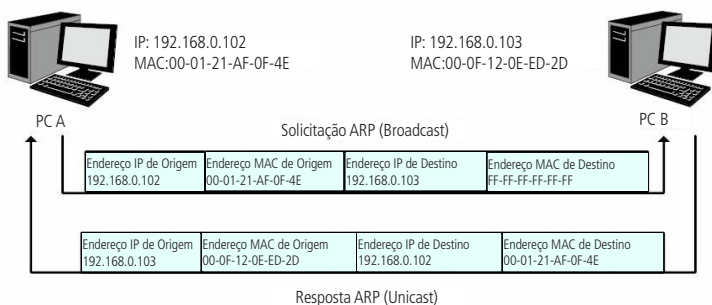 IP: 192.168.0.102
MAC:00-01-21-AF-0F-4E
IP: 192.168.0.103
MAC:00-0F-12-0E-ED-2D
PC A
PC B
Solicitação ARP (Broadcast)
Endereço IP de Origem
192.168.0.102
Endereço MAC de Origem
00-01-21-AF-0F-4E
Endereço IP de Destino
192.168.0.103
Endereço MAC de Destino
FF-FF-FF-FF-FF-FF
Endereço IP de Origem
192.168.0.103
Endereço MAC de Origem
00-0F-12-0E-ED-2D
Endereço IP de Destino
192.168.0.102
Endereço MAC de Destino
00-01-21-AF-0F-4E
Resposta ARP (Unicast)